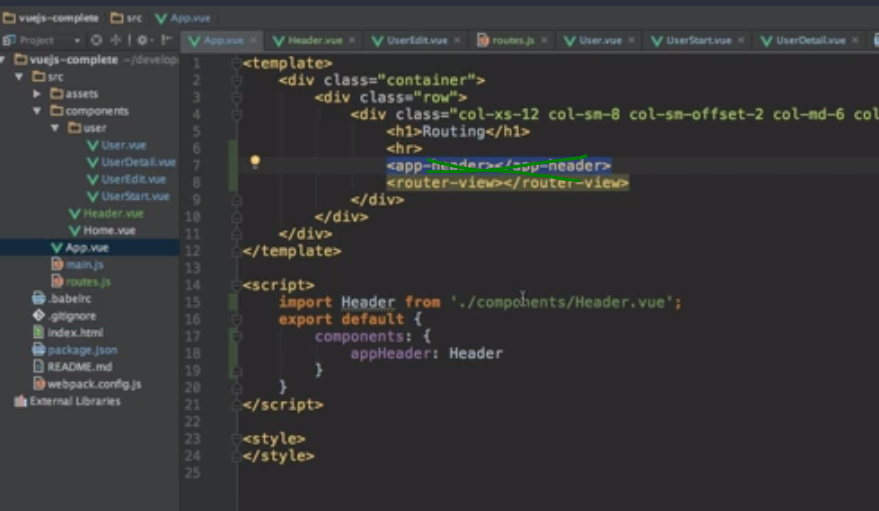 vuejs-complete src App.vue
Project
App.vue Header.vue UserEdit.vue routes.js User.vue UserStart.vue UserDetail.vue
vuejs-complete ~/develop
src
assets
components
user
User.vue
UserDetail.vue
UserEdit.vue
UserStart.vue
Header.vue
Home.vue
App.vue
main.js
routes.js
.babelrc
.gitignore
index.html
package.json
README.md
webpack.config.js
External Libraries
1 <template>
2 <div class="container">
3 <div class="row">
4 <div class="col-xs-12 col-sm-8 col-sm-offset-2 col-md-6 col
5 <h1>Routing</h1>
6 <hr>
7 <app-header></app-header>
8 <router-view></router-view>
9 </div>
10 </div>
11 </div>
12 </template>
13
14 <script>
15 import Header from './components/Header.vue';
16 export default {
17 components: {
18 appHeader: Header
19 }
20 }
21 </script>
22
23 <style>
24 </style>
25